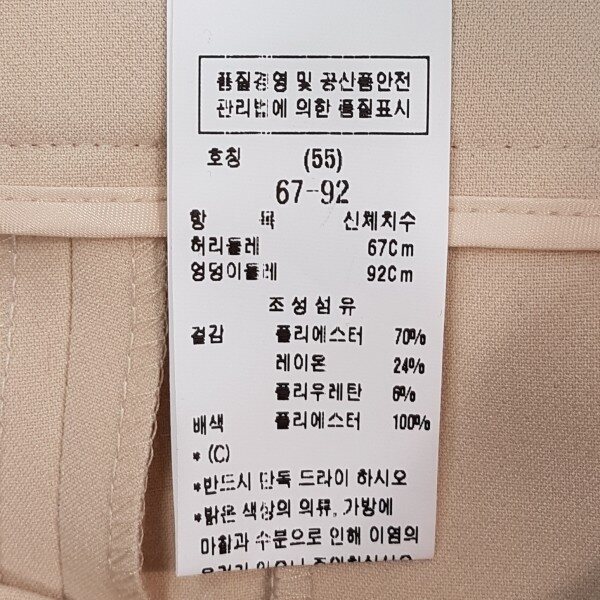 품질경영 및 공산품안전
관리법에 의한 품질표시
호칭 (55)
67-92
항 목 신체치수
허리둘레 67Cm
엉덩이둘레 92Cm
조성섬유
겉감 폴리에스터 70%
레이온 24%
폴리우레탄 6%
배색 폴리에스터 100%
* (C)
*반드시 단독 드라이 하시오
*밝은 색상의 의류, 가방에
마찰과 수분으로 인해 이염의